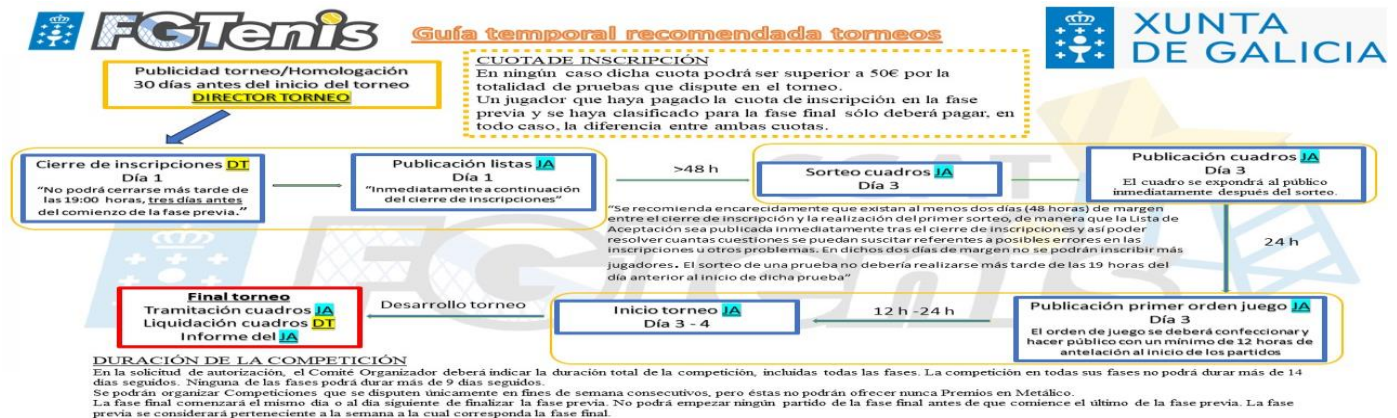 FGTenis
Guía temporal recomendada torneos
XUNTA
DE GALICIA
Publicidad torneo/Homologación
30 días antes del inicio del torneo
DIRECTOR TORNEO
CUOTA DE INSCRIPCIÓN
En ningún caso dicha cuota podrá ser superior a 50€ por la
totalidad de pruebas que dispute en el torneo.
Un jugador que haya pagado la cuota de inscripción en la fase
previa y se haya clasificado para la fase final sólo deberá pagar, en
todo caso, la diferencia entre ambas cuotas.
Cierre de inscripciones DT
Día 1
"No podrá cerrarse más tarde de
las 19:00 horas, tres días antes
del comienzo de la fase previa."
Publicación listas JA
Día 1
"Inmediatamente a continuación
del cierre de inscripciones"
>48 h
Sorteo cuadros JA
Día 3
Publicación cuadros JA
Día 3
El cuadro se expondrá al público
inmediatamente después del sorteo.
"Se recomienda encarecidamente que existan al menos dos días (48 horas) de margen
entre el cierre de inscripción y la realización del primer sorteo, de manera que la Lista de
Aceptación sea publicada inmediatamente tras el cierre de inscripciones y así poder
resolver cuantas cuestiones se puedan suscitar referentes a posibles errores en las
inscripciones u otros problemas. En dichos dos días de margen no se podrán inscribir más
jugadores. El sorteo de una prueba no debería realizarse más tarde de las 19 horas del
día anterior al inicio de dicha prueba"
24 h
Final torneo
Tramitación cuadros JA
Liquidación cuadros DT
Informe del JA
Desarrollo torneo
Inicio torneo JA
Día 3 - 4
12 h -24 h
Publicación primer orden juego JA
Día 3
El orden de juego se deberá confeccionar y
hacer público con un mínimo de 12 horas de
antelación al inicio de los partidos
DURACIÓN DE LA COMPETICIÓN
En la solicitud de autorización, el Comité Organizador deberá indicar la duración total de la competición, incluidas todas las fases. La competición en todas sus fases no podrá durar más de 14
días seguidos. Ninguna de las fases podrá durar más de 9 días seguidos.
Se podrán organizar Competiciones que se disputen únicamente en fines de semana consecutivos, pero éstas no podrán ofrecer nunca Premios en Metálico.
La fase final comenzará el mismo día o al día siguiente de finalizar la fase previa. No podrá empezar ningún partido de la fase final antes de que comience el último de la fase previa. La fase
previa se considerará perteneciente a la semana a la cual corresponda la fase final.